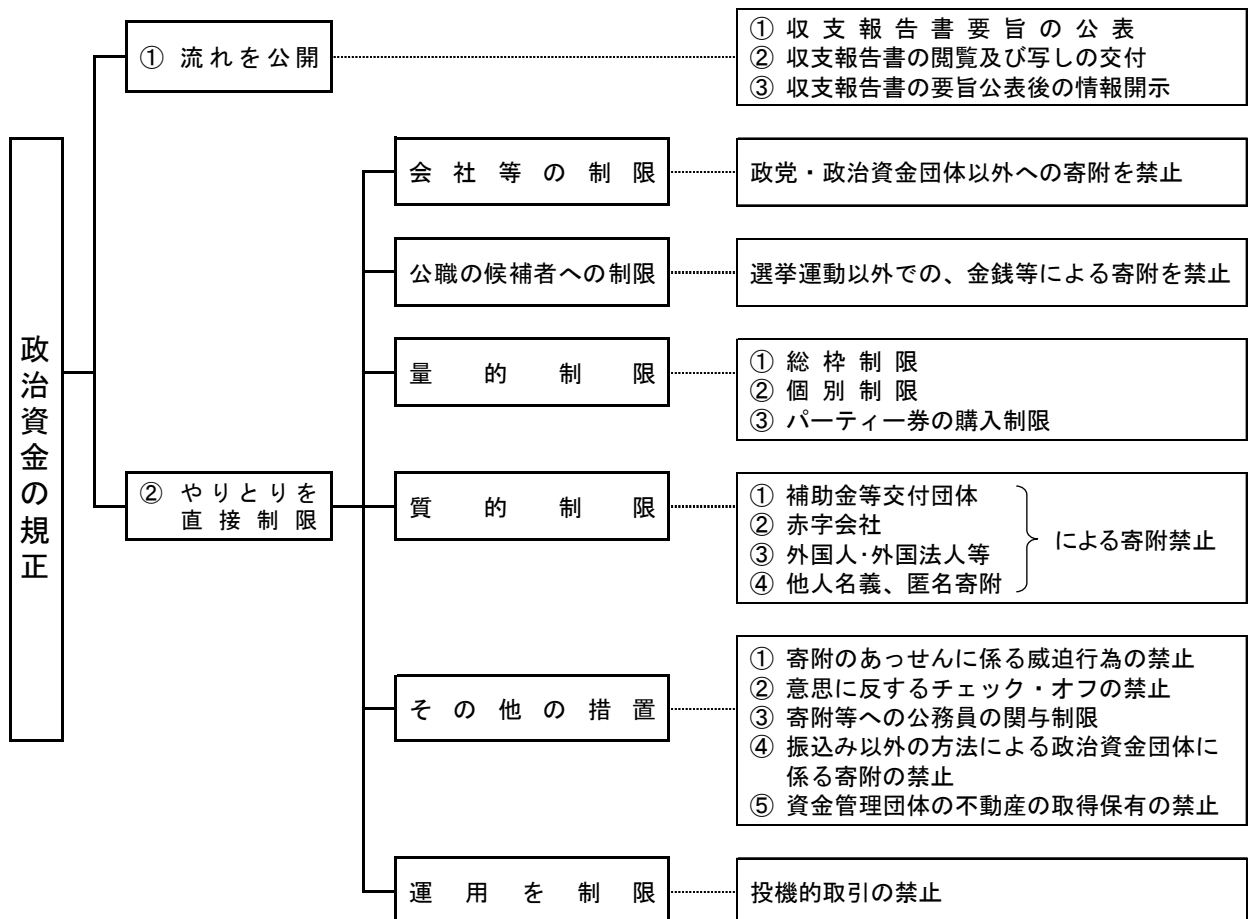 政治資金の規正
① 流れを公開
① 収支報告書要旨の公表
② 収支報告書の閲覧及び写しの交付
③ 収支報告書の要旨公表後の情報開示
② やりとりを
直接制限
会社等の制限
政党・政治資金団体以外への寄附を禁止
公職の候補者への制限
選挙運動以外での、金銭等による寄附を禁止
量的制限
① 総枠制限
② 個別制限
③ パーティー券の購入制限
質的制限
① 補助金等交付団体
② 赤字会社
③ 外国人・外国法人等
④ 他人名義、匿名寄附
による寄附禁止
その他の措置
① 寄附のあっせんに係る威迫行為の禁止
② 意思に反するチェック・オフの禁止
③ 寄附等への公務員の関与制限
④ 振込み以外の方法による政治資金団体に
係る寄附の禁止
⑤ 資金管理団体の不動産の取得保有の禁止
運用を制限
投機的取引の禁止